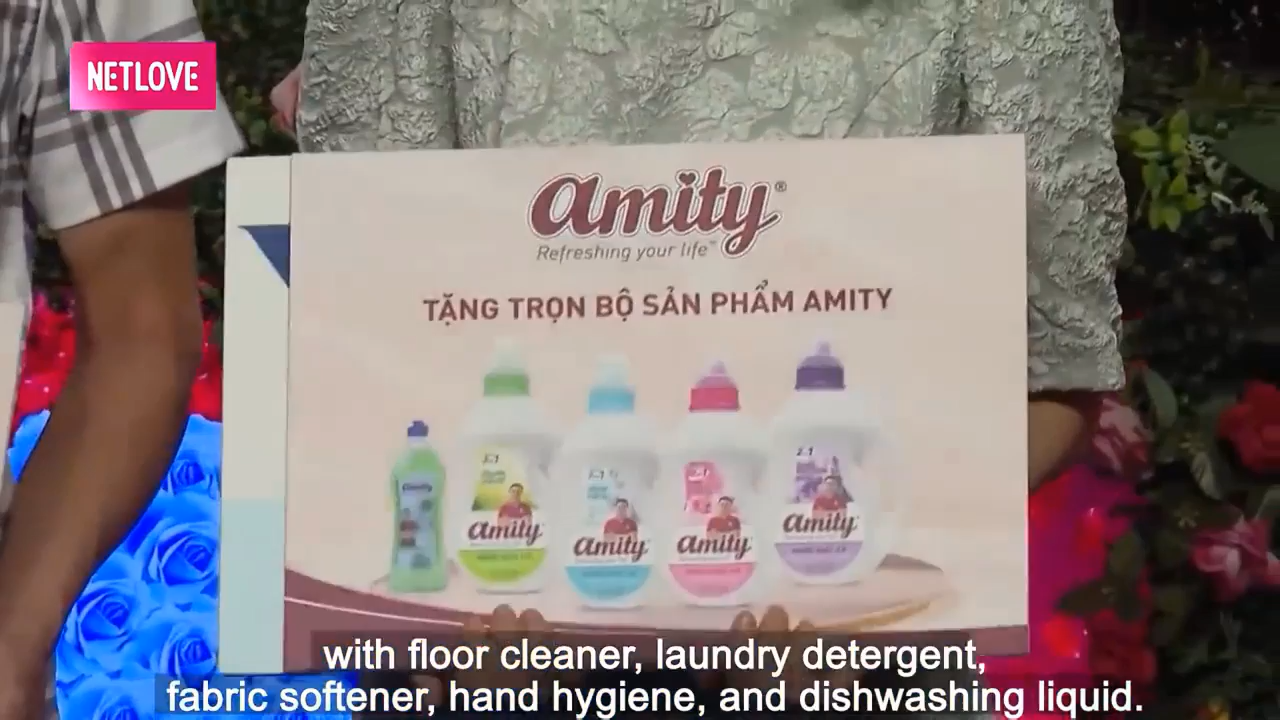 NETLOVE
amity®
Refreshing your life™
TẶNG TRỌN BỘ SẢN PHẨM AMITY
amity
amity
amity
amity
with floor cleaner, laundry detergent,
fabric softener, hand hygiene, and dishwashing liquid.